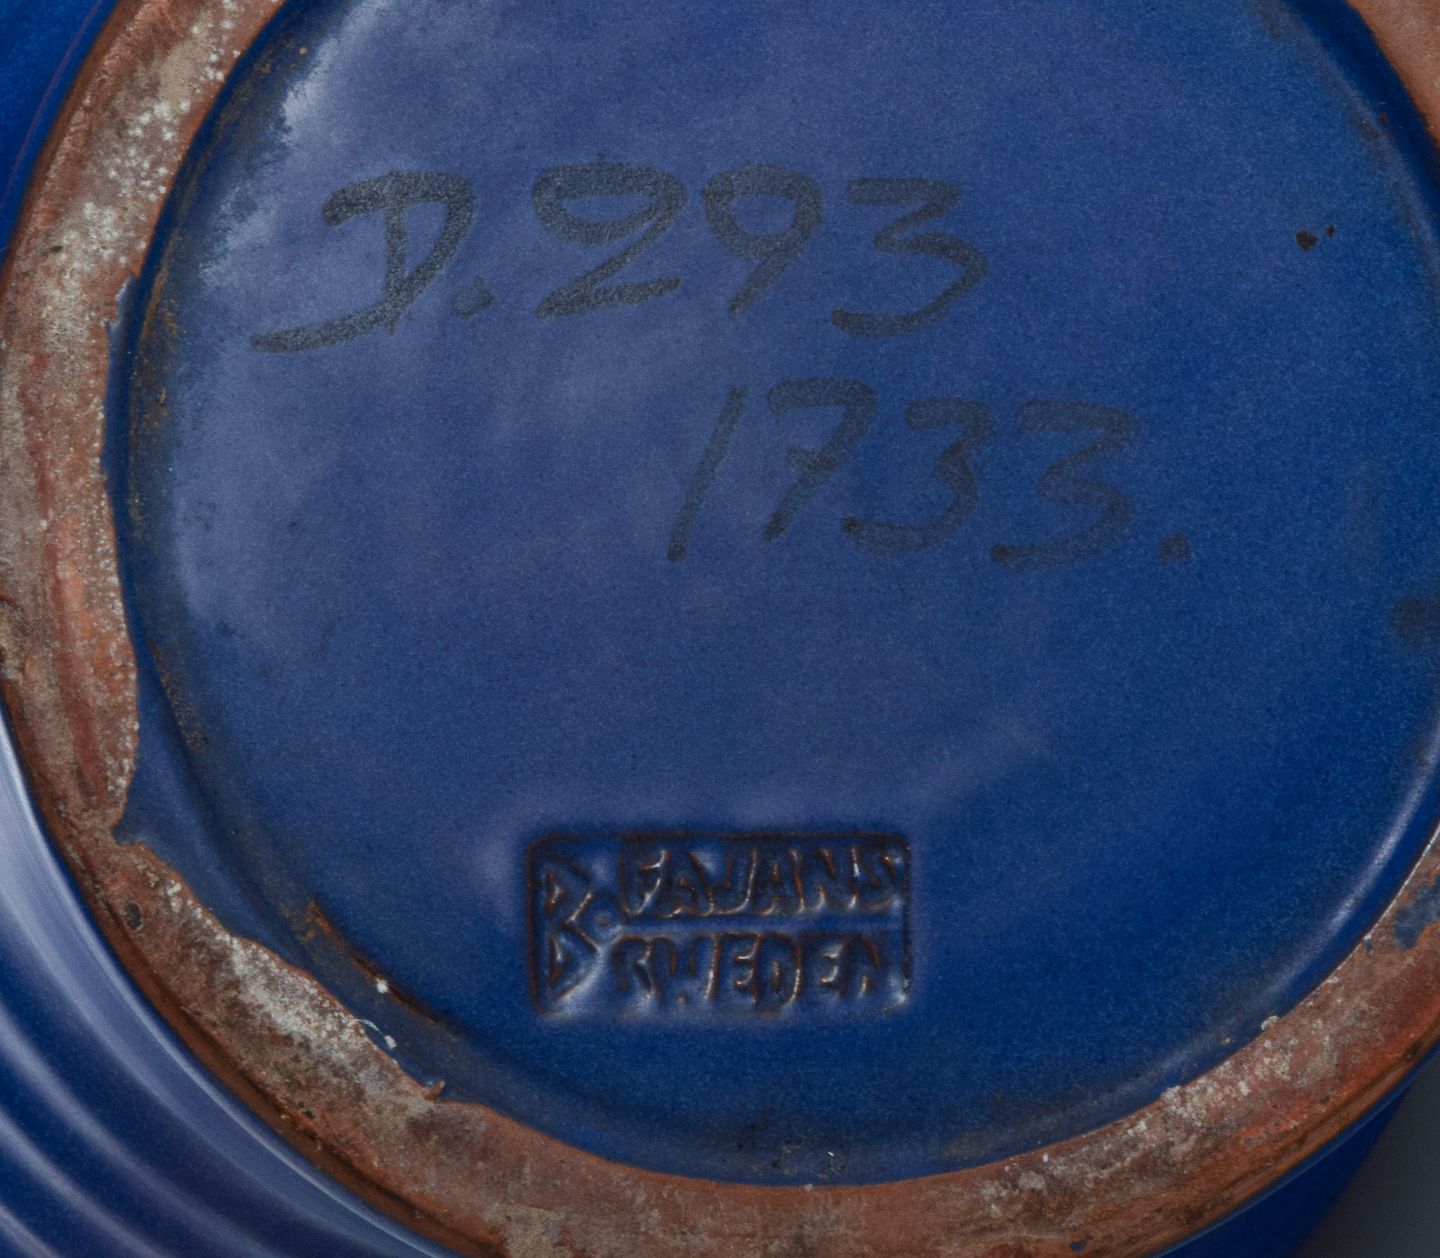 D.293
1733.
B. FAJANS
SWEDEN